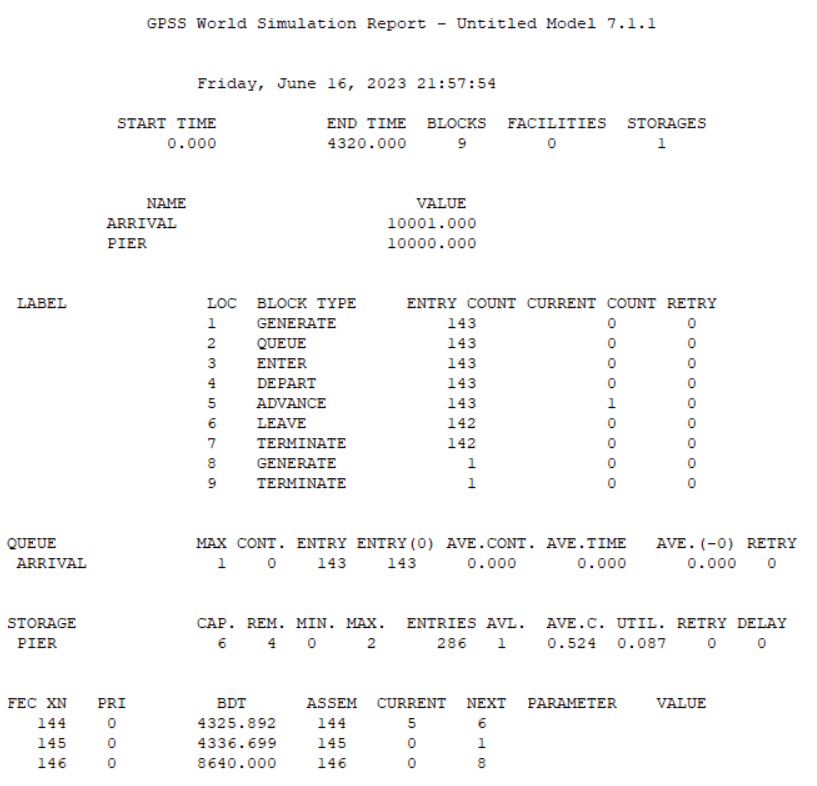 GPSS World Simulation Report - Untitled Model 7.1.1
Friday, June 16, 2023 21:57:54
START TIME END TIME BLOCKS FACILITIES STORAGES
0.000 4320.000 9 0 1
NAME VALUE
ARRIVAL 10001.000
PIER 10000.000
LABEL LOC BLOCK TYPE ENTRY COUNT CURRENT COUNT RETRY
1 GENERATE 143 0 0
2 QUEUE 143 0 0
3 ENTER 143 0 0
4 DEPART 143 0 0
5 ADVANCE 143 1 0
6 LEAVE 142 0 0
7 TERMINATE 142 0 0
8 GENERATE 1 0 0
9 TERMINATE 1 0 0
QUEUE MAX CONT. ENTRY ENTRY(0) AVE.CONT. AVE.TIME AVE.(-0) RETRY
ARRIVAL 1 0 143 143 0.000 0.000 0.000 0
STORAGE CAP. REM. MIN. MAX. ENTRIES AVL. AVE.C. UTIL. RETRY DELAY
PIER 6 4 0 2 286 1 0.524 0.087 0 0
FEC XN PRI BDT ASSEM CURRENT NEXT PARAMETER VALUE
144 0 4325.892 144 5 6
145 0 4336.699 145 0 1
146 0 8640.000 146 0 8